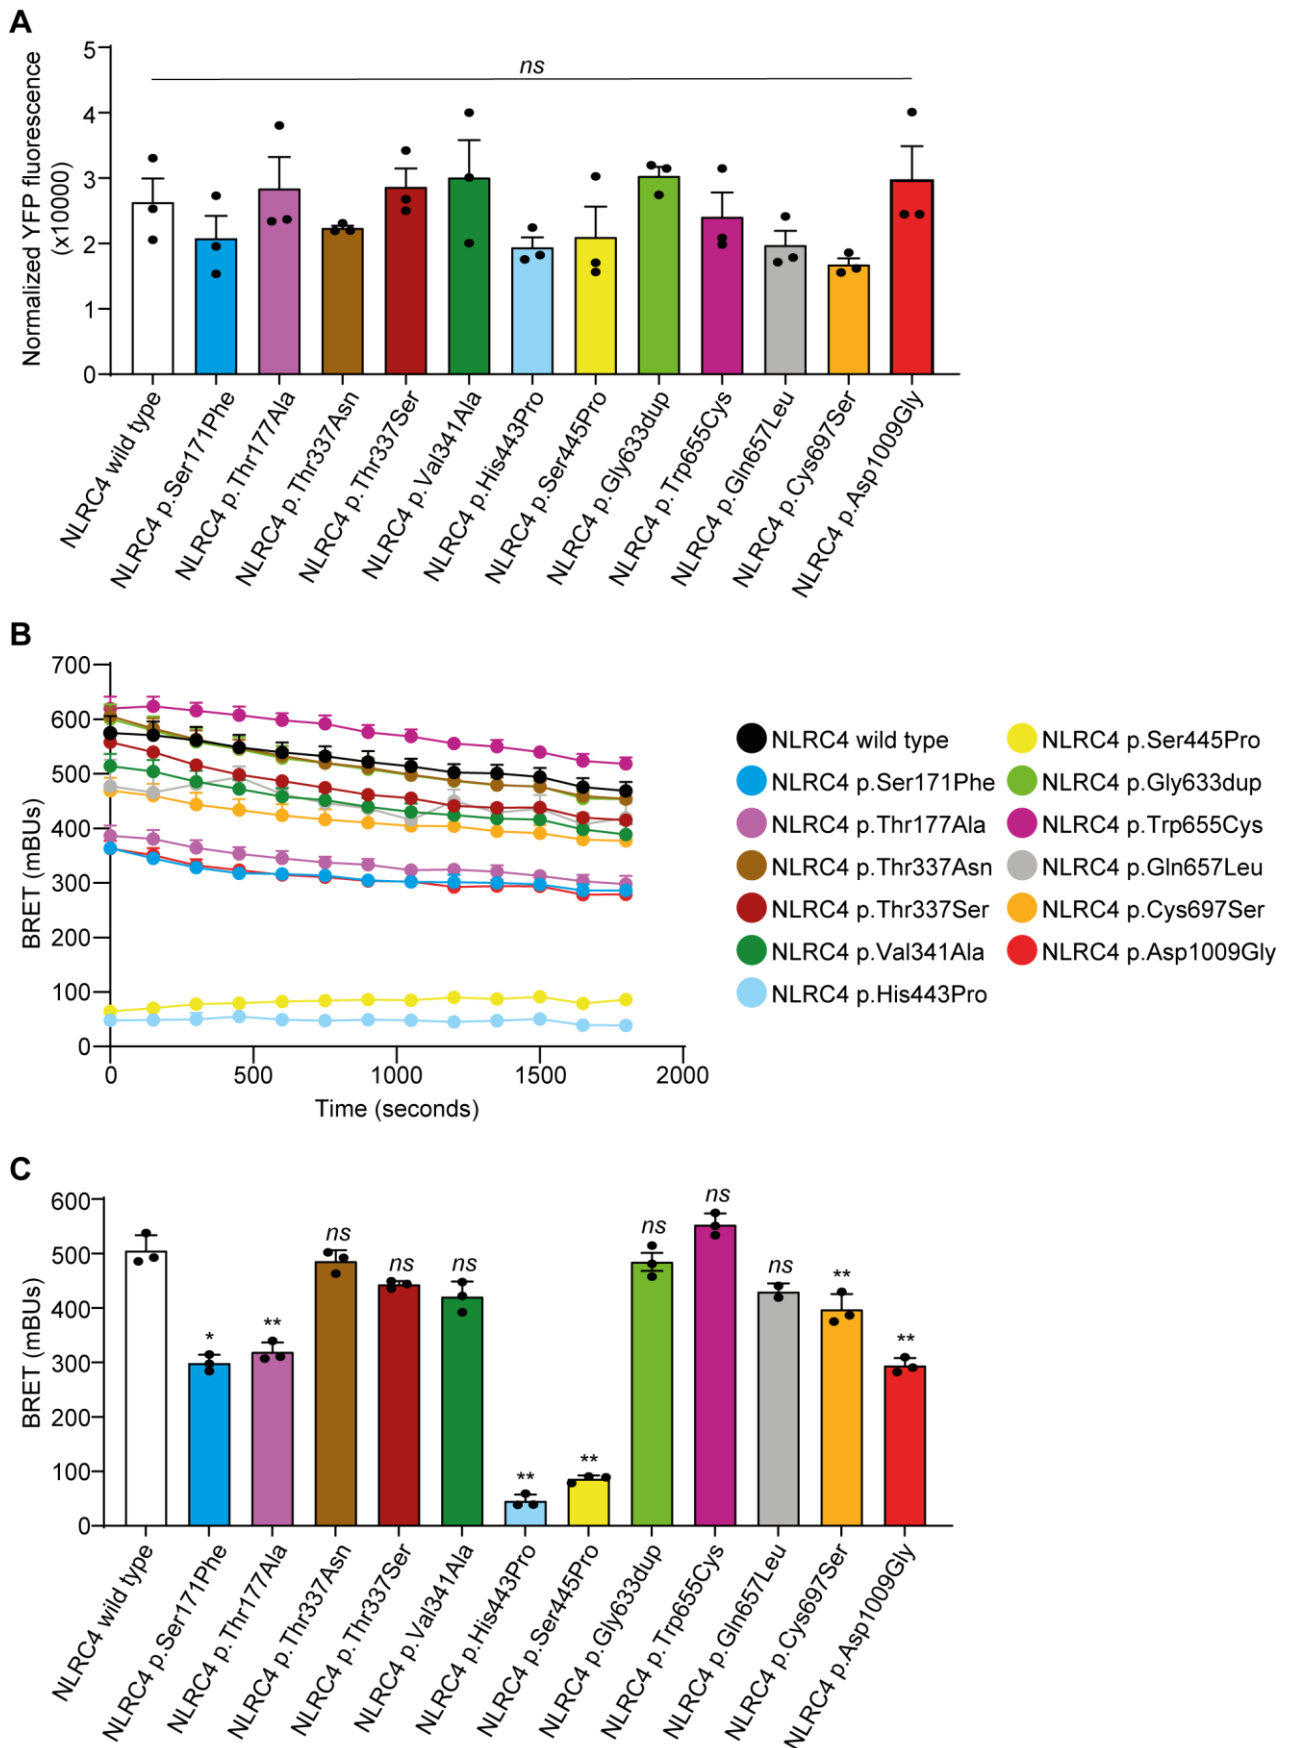 A
Normalized YFP fluorescence
(x10000)
5
4
3
2
1
0
ns
NLRC4 wild type
NLRC4 p.Ser171Phe
NLRC4 p.Thr177Ala
NLRC4 p.Thr337Asn
NLRC4 p.Thr337Ser
NLRC4 p.Val341Ala
NLRC4 p.His443Pro
NLRC4 p.Ser445Pro
NLRC4 p.Gly633dup
NLRC4 p.Trp655Cys
NLRC4 p.Gln657Leu
NLRC4 p.Cys697Ser
NLRC4 p.Asp1009Gly
B
BRET (mBUs)
700
600
500
400
300
200
100
0
0 500 1000 1500 2000
Time (seconds)
NLRC4 wild type
NLRC4 p.Ser171Phe
NLRC4 p.Thr177Ala
NLRC4 p.Thr337Asn
NLRC4 p.Thr337Ser
NLRC4 p.Val341Ala
NLRC4 p.His443Pro
NLRC4 p.Ser445Pro
NLRC4 p.Gly633dup
NLRC4 p.Trp655Cys
NLRC4 p.Gln657Leu
NLRC4 p.Cys697Ser
NLRC4 p.Asp1009Gly
C
BRET (mBUs)
600
500
400
300
200
100
0
* ** ns ns ns ** ** ns ns ns ** **
NLRC4 wild type
NLRC4 p.Ser171Phe
NLRC4 p.Thr177Ala
NLRC4 p.Thr337Asn
NLRC4 p.Thr337Ser
NLRC4 p.Val341Ala
NLRC4 p.His443Pro
NLRC4 p.Ser445Pro
NLRC4 p.Gly633dup
NLRC4 p.Trp655Cys
NLRC4 p.Gln657Leu
NLRC4 p.Cys697Ser
NLRC4 p.Asp1009Gly